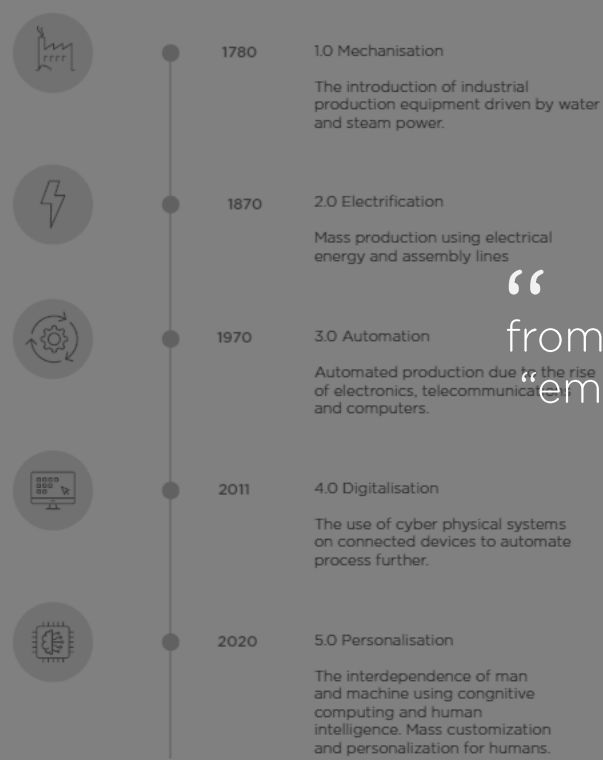 1780
1.0 Mechanisation
The introduction of industrial
production equipment driven by water
and steam power.
1870
2.0 Electrification
Mass production using electrical
energy and assembly lines
1970
3.0 Automation
Automated production due to the rise
of electronics, telecommunications
and computers.
2011
4.0 Digitalisation
The use of cyber physical systems
on connected devices to automate
process further.
2020
5.0 Personalisation
The interdependence of man
and machine using congnitive
computing and human
intelligence. Mass customization
and personalization for humans.
“
from
“em